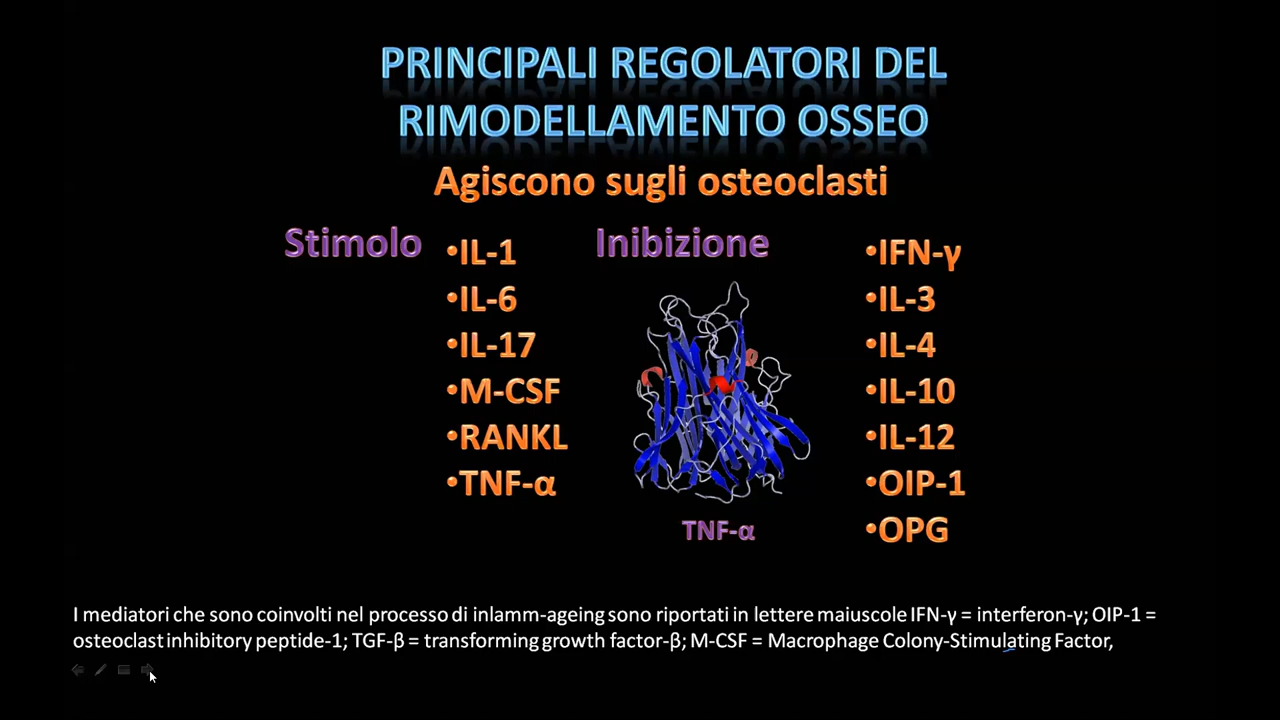 PRINCIPALI REGOLATORI DEL
RIMODELLAMENTO OSSEO
Agiscono sugli osteoclasti
Stimolo
•IL-1
•IL-6
•IL-17
•M-CSF
•RANKL
•TNF-α
Inibizione
TNF-α
•IFN-γ
•IL-3
•IL-4
•IL-10
•IL-12
•OIP-1
•OPG
I mediatori che sono coinvolti nel processo di inlamm-ageing sono riportati in lettere maiuscole IFN-γ = interferon-γ; OIP-1 =
osteoclast inhibitory peptide-1; TGF-β = transforming growth factor-β; M-CSF = Macrophage Colony-Stimulating Factor,